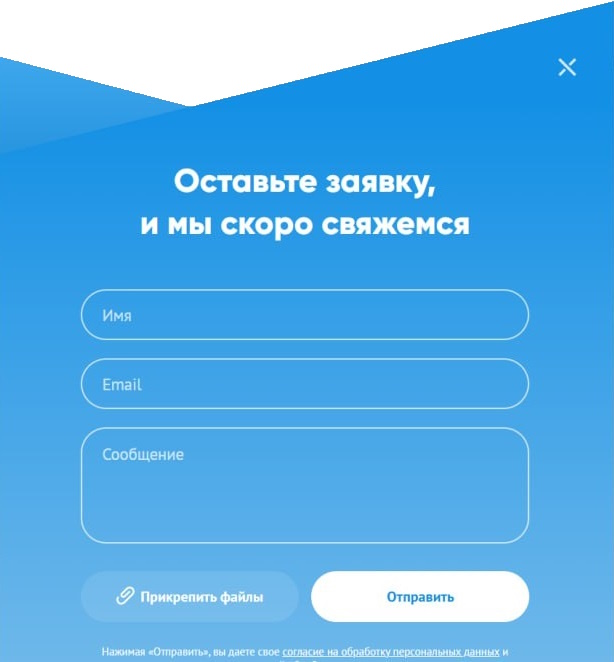 Оставьте заявку,
и мы скоро свяжемся
Имя
Email
Сообщение
Прикрепить файлы
Отправить
Нажимая «Отправить», вы даете свое согласие на обработку персональных данных и